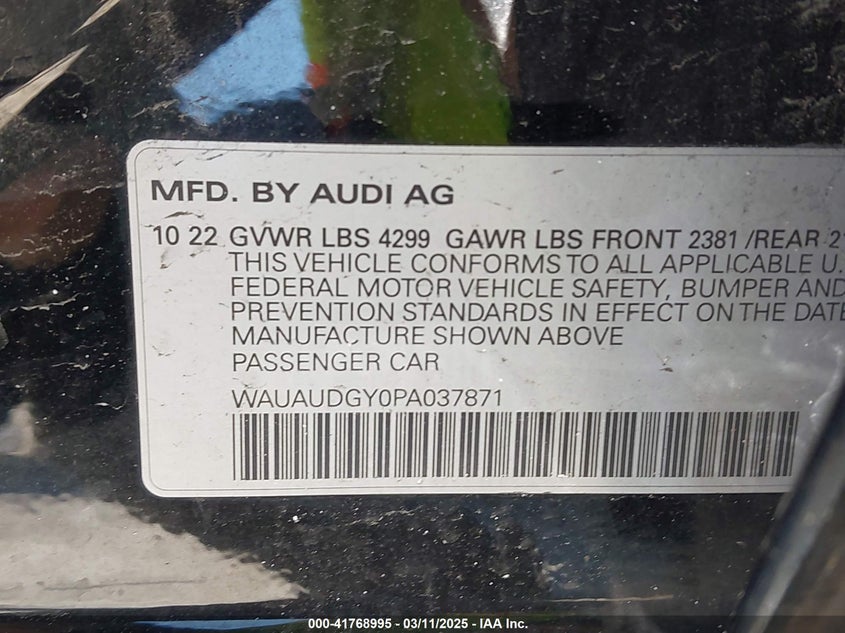 MFD. BY AUDI AG
10 22 GVWR LBS 4299 GAWR LBS FRONT 2381 /REAR
THIS VEHICLE CONFORMS TO ALL APPLICABLE U.
FEDERAL MOTOR VEHICLE SAFETY, BUMPER AND
PREVENTION STANDARDS IN EFFECT ON THE DATE
MANUFACTURE SHOWN ABOVE
PASSENGER CAR
WAUAUDGY0PA037871
000-41768995 - 03/11/2025 - IAA Inc.